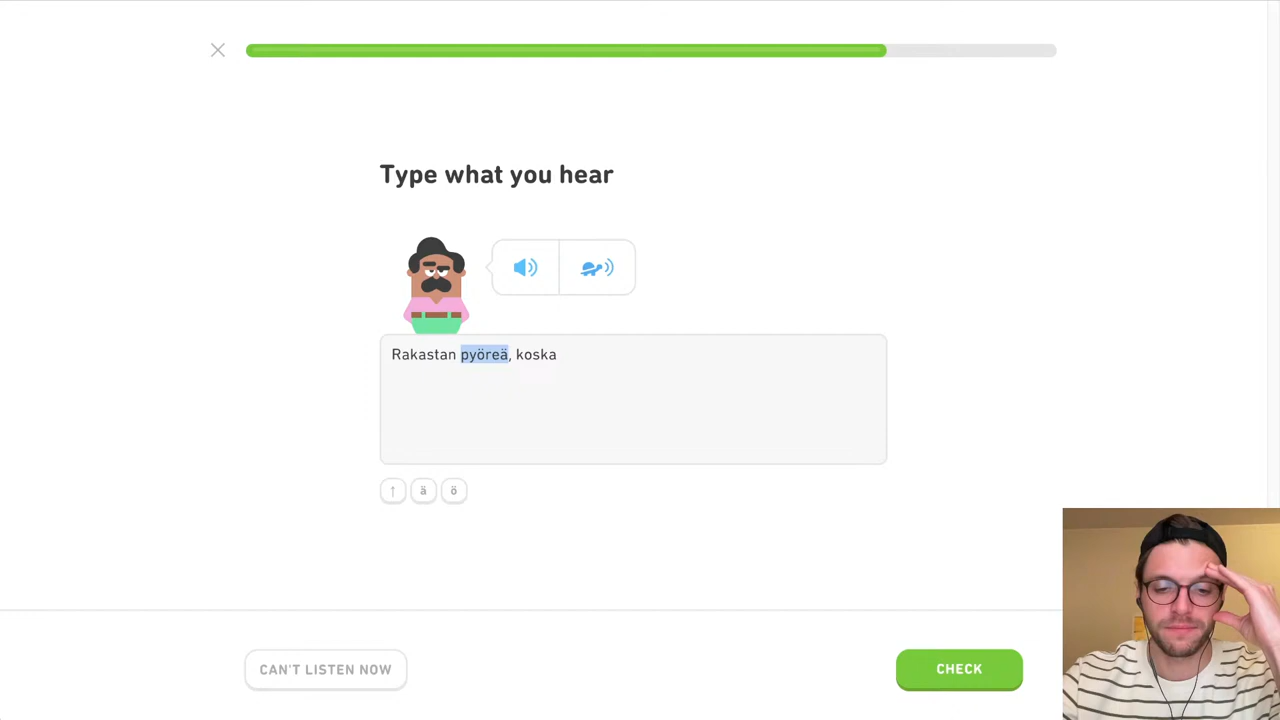 Type what you hear
Rakastan pyöreä, koska
↑ ä ö
CAN'T LISTEN NOW
CHECK